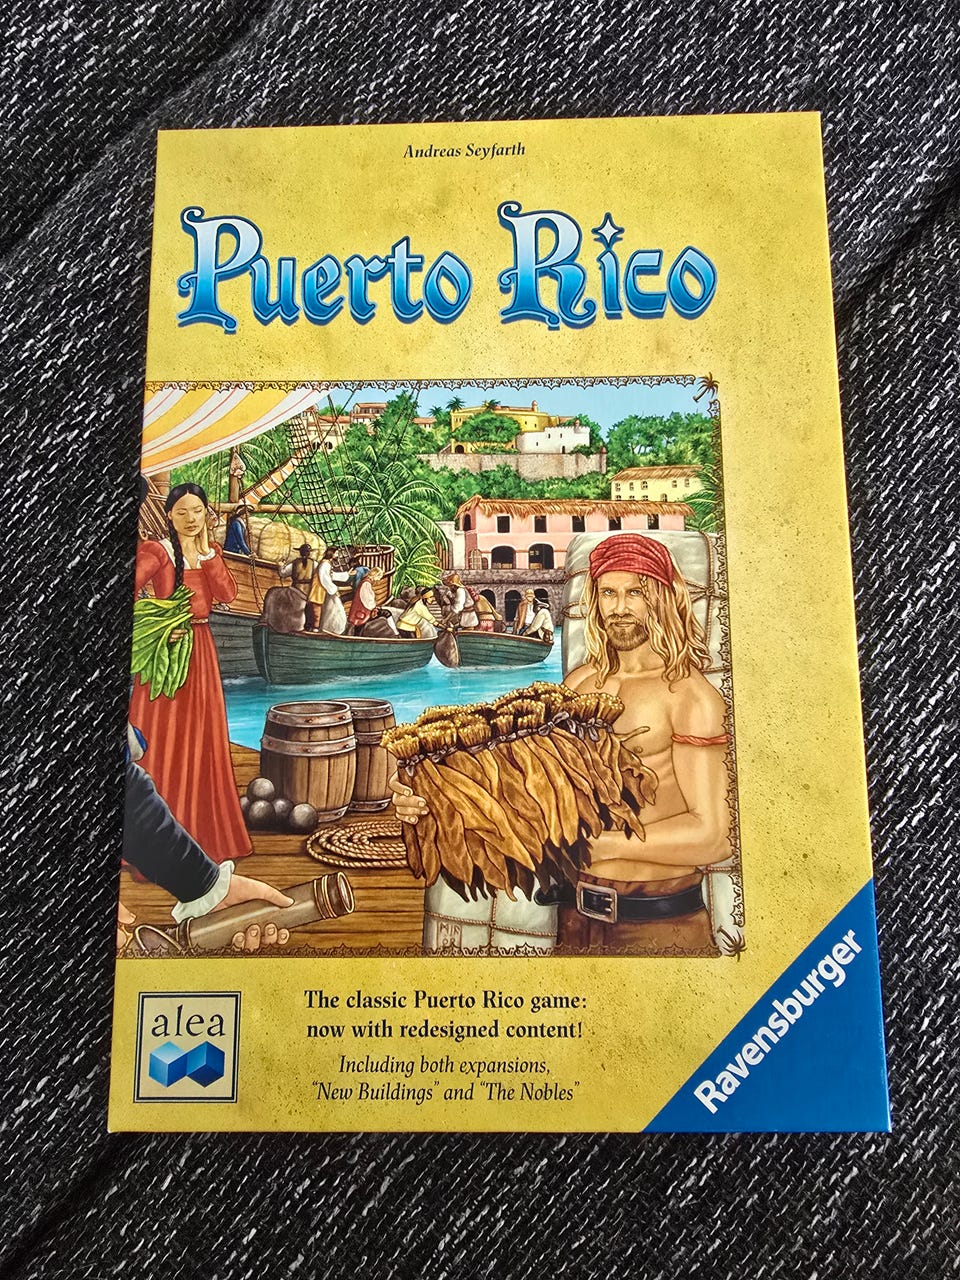 Andreas Seyfarth
Puerto Rico
The classic Puerto Rico game:
now with redesigned content!
Including both expansions,
“New Buildings” and “The Nobles”
alea
Ravensburger